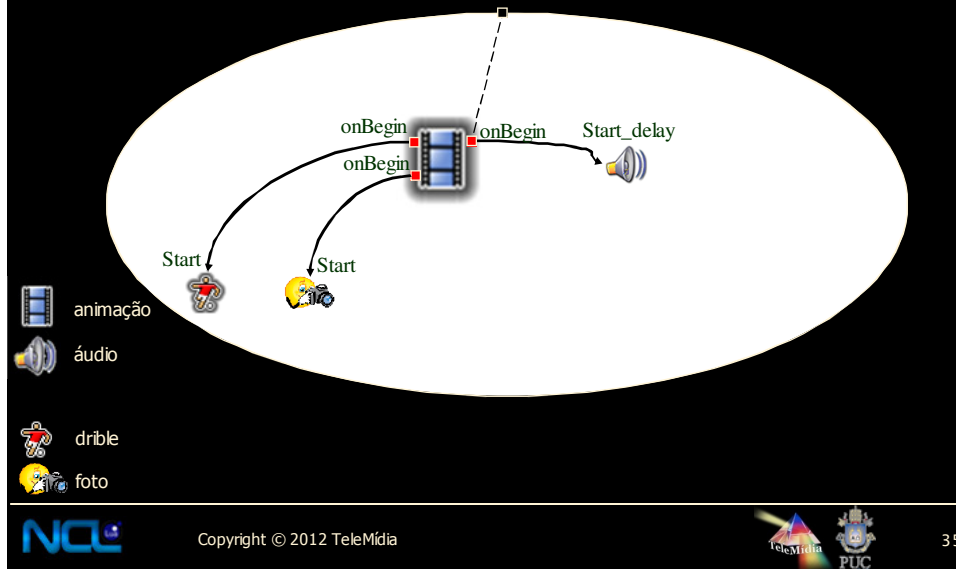 onBegin
onBegin
onBegin
Start_delay
Start
Start
animação
áudio
drible
foto
NCL
Copyright © 2012 TeleMídia
TeleMídia
PUC
35